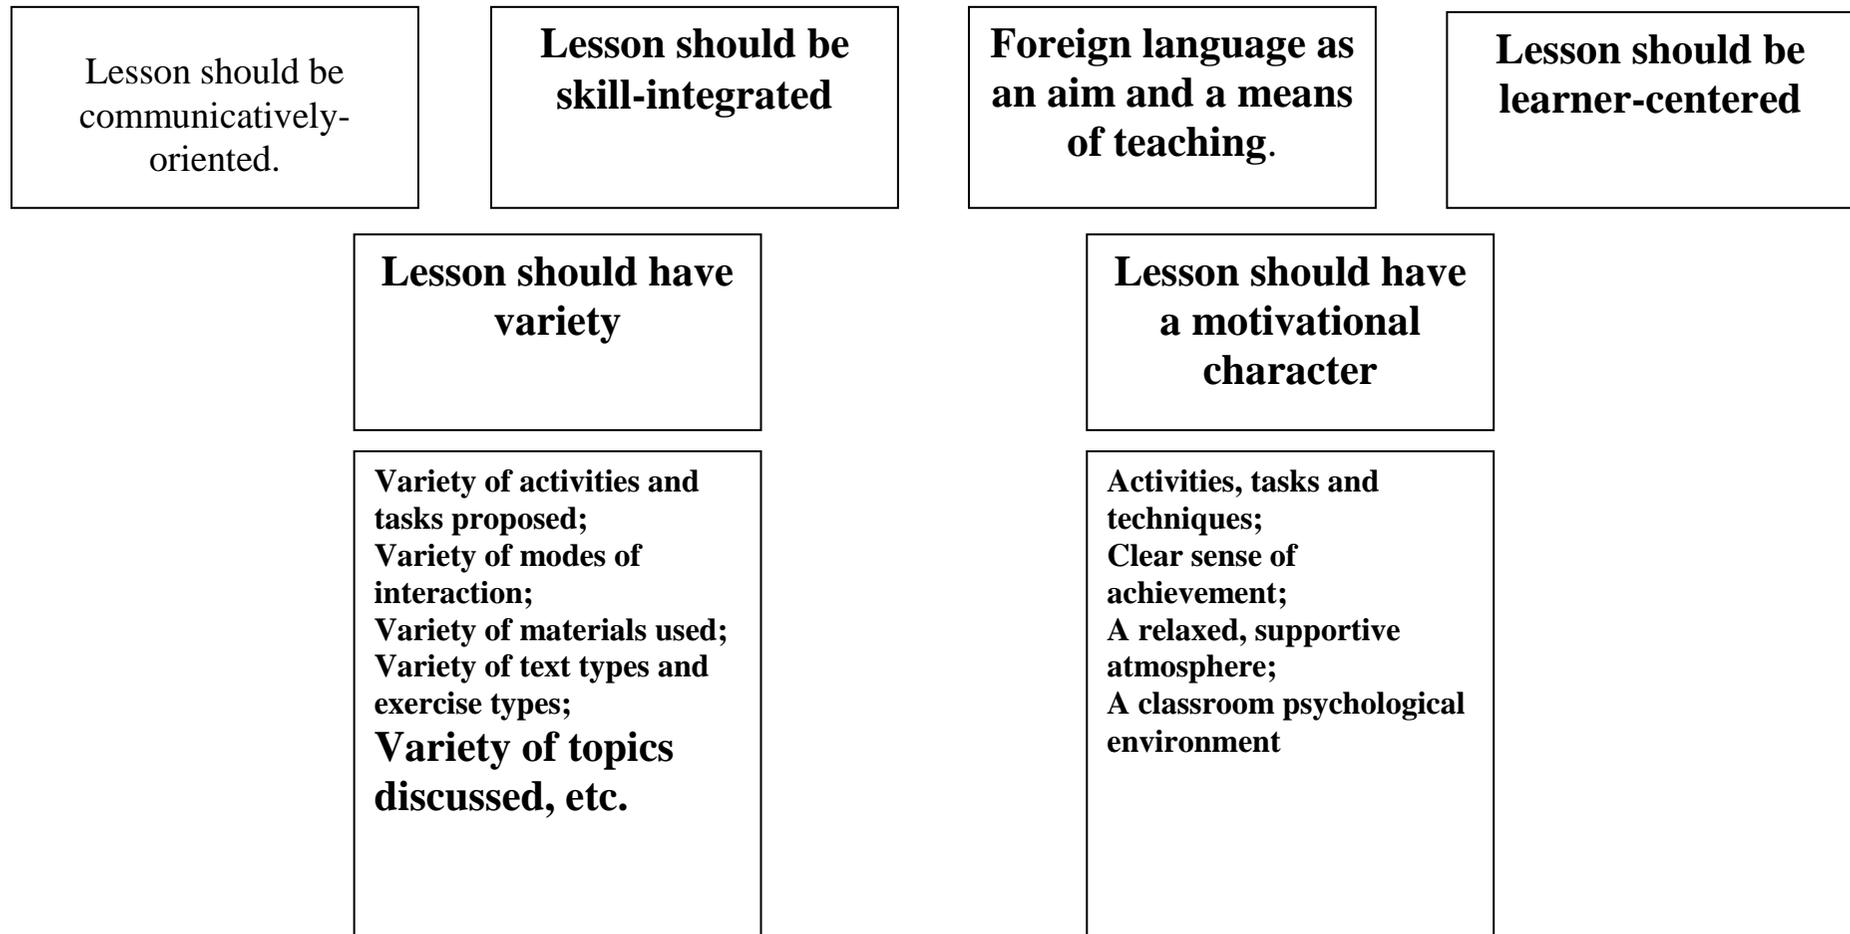 Lesson should be
communicatively-
oriented.
Lesson should be
skill-integrated
Foreign language as
an aim and a means
of teaching.
Lesson should be
learner-centered
Lesson should have
variety
Lesson should have
a motivational
character
Variety of activities and
tasks proposed;
Variety of modes of
interaction;
Variety of materials used;
Variety of text types and
exercise types;
Variety of topics
discussed, etc.
Activities, tasks and
techniques;
Clear sense of
achievement;
A relaxed, supportive
atmosphere;
A classroom psychological
environment